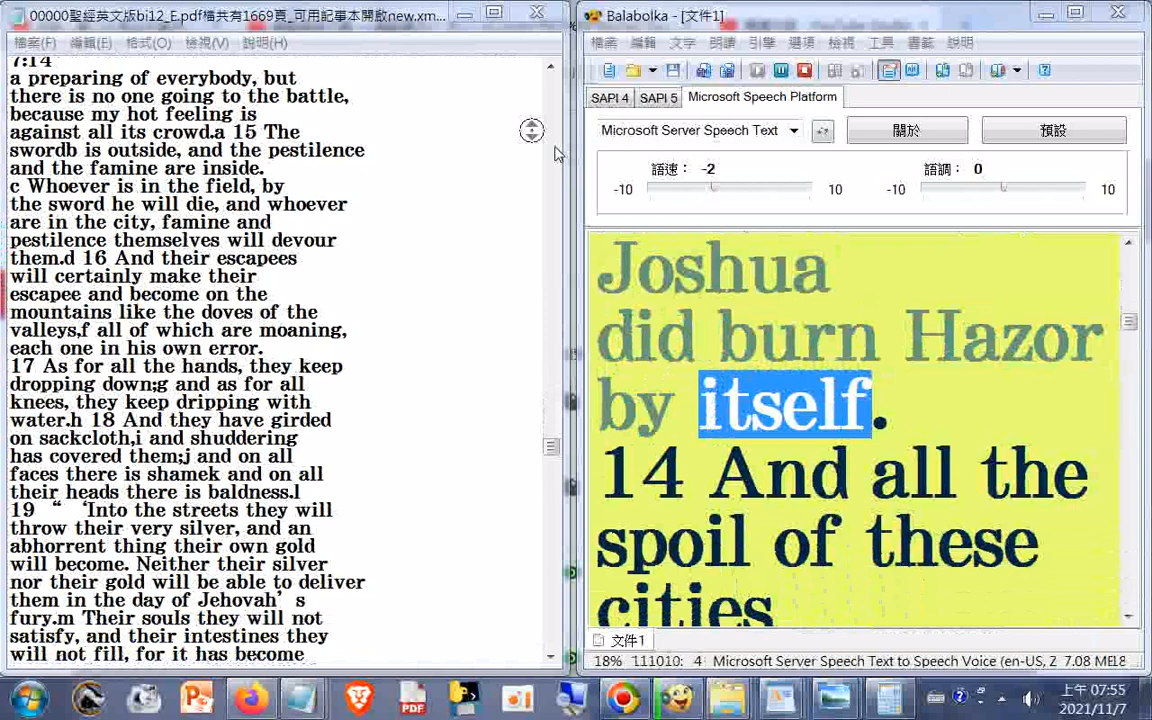 00000聖經英文版bi12_E.pdf檔共有1669頁_可用記事本開啟new.xm...
檔案(F) 編輯(E) 格式(O) 檢視(V) 說明(H)
7:14
a preparing of everybody, but
there is no one going to the battle,
because my hot feeling is
against all its crowd.a 15 The
swordb is outside, and the pestilence
and the famine are inside.
c Whoever is in the field, by
the sword he will die, and whoever
are in the city, famine and
pestilence themselves will devour
them.d 16 And their escapees
will certainly make their
escapee and become on the
mountains like the doves of the
valleys,f all of which are moaning,
each one in his own error.
17 As for all the hands, they keep
dropping down;g and as for all
knees, they keep dripping with
water.h 18 And they have girded
on sackcloth,i and shuddering
has covered them;j and on all
faces there is shamek and on all
their heads there is baldness.l
19 “ ‘Into the streets they will
throw their very silver, and an
abhorrent thing their own gold
will become. Neither their silver
nor their gold will be able to deliver
them in the day of Jehovah’ s
fury.m Their souls they will not
satisfy, and their intestines they
will not fill, for it has become
Balabolka - [文件1]
檔案 編輯 文字 朗讀 引擎 選項 檢視 工具 書籤 說明
SAPI 4 SAPI 5 Microsoft Speech Platform
Microsoft Server Speech Text 關於 預設
語速： -2 語調： 0
-10 10 -10 10
Joshua
did burn Hazor
by itself.
14 And all the
spoil of these
cities
文件1
18% 111010: 4 Microsoft Server Speech Text to Speech Voice (en-US, Z 7.08 ME
上午 07:55
2021/11/7